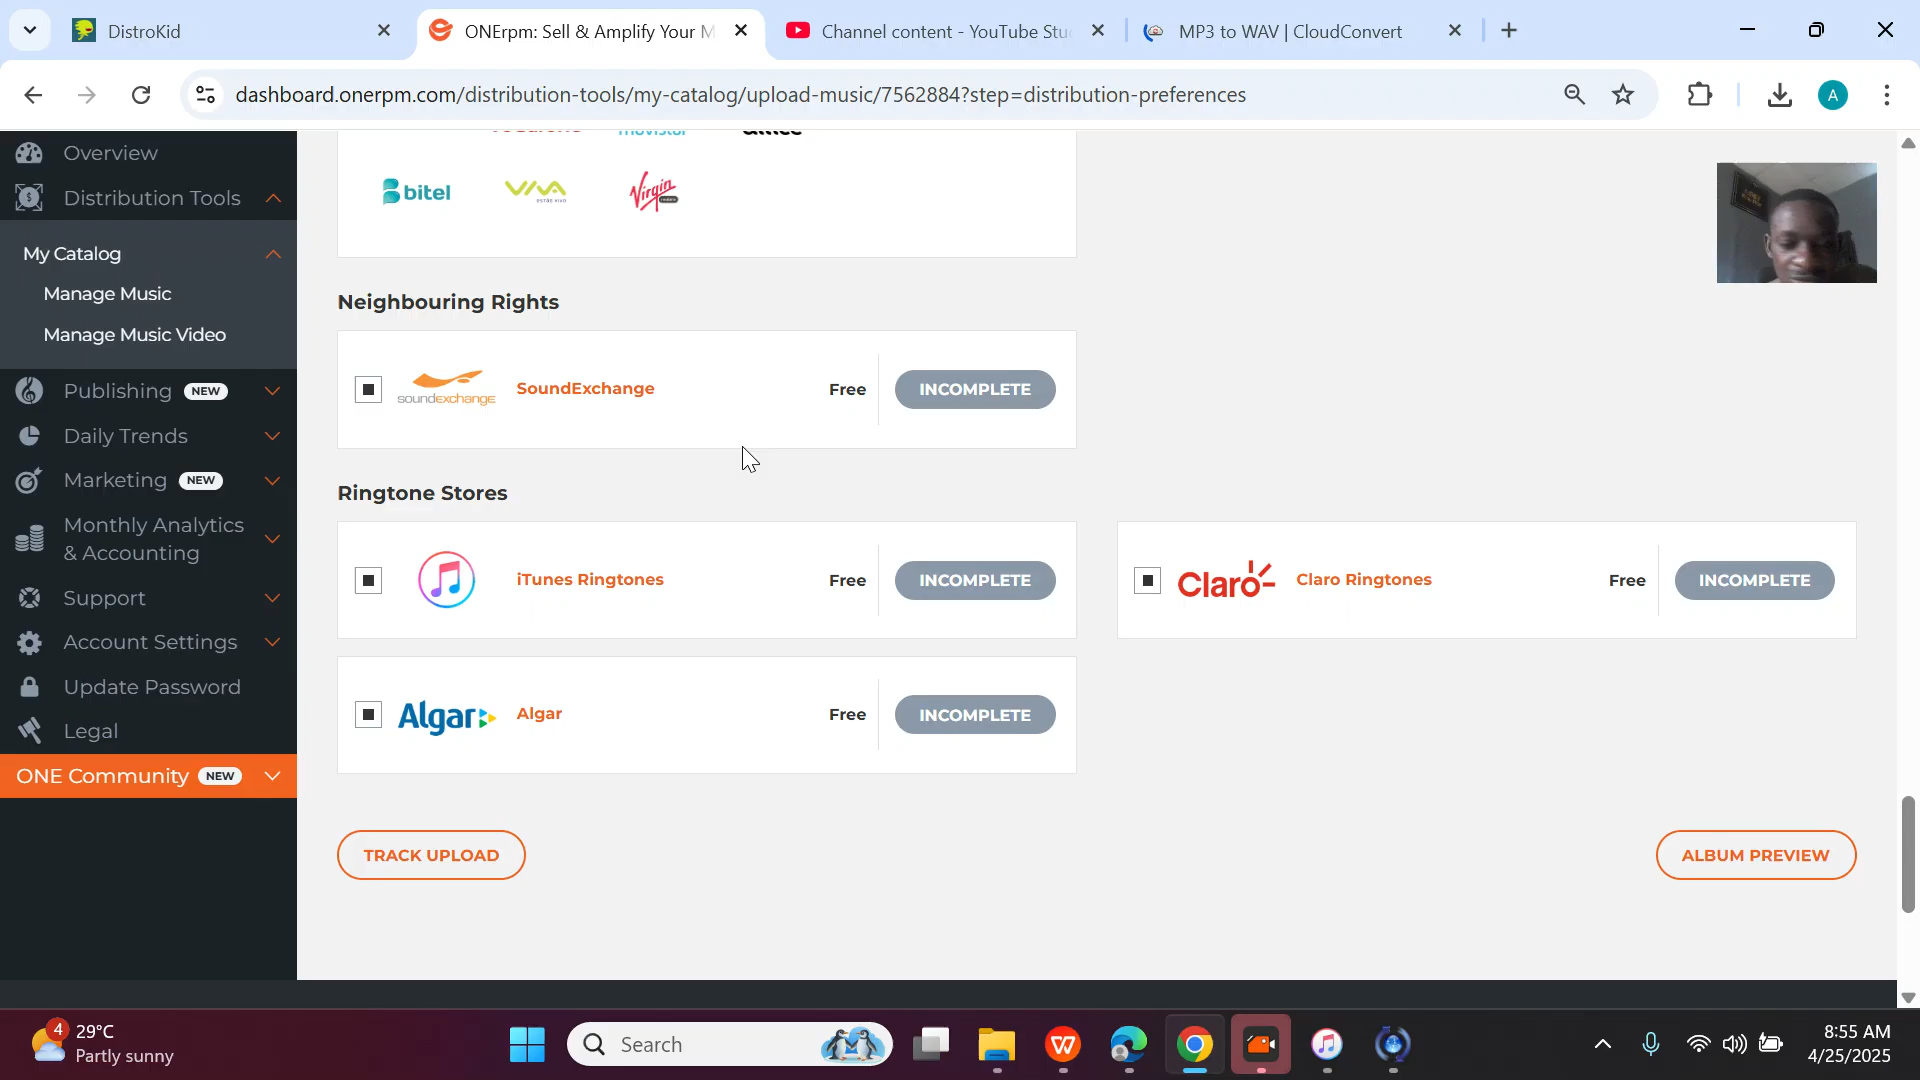 DistroKid
ONErpm: Sell & Amplify Your M
Channel content - YouTube Stu
MP3 to WAV | CloudConvert
dashboard.onerpm.com/distribution-tools/my-catalog/upload-music/7562884?step=distribution-preferences
A
Overview
Distribution Tools
My Catalog
Manage Music
Manage Music Video
Publishing NEW
Daily Trends
Marketing NEW
Monthly Analytics
& Accounting
Support
Account Settings
Update Password
Legal
ONE Community NEW
movistar
bitel
VIVA
Virgin
Neighbouring Rights
soundexchange
SoundExchange
Free
INCOMPLETE
Ringtone Stores
iTunes Ringtones
Free
INCOMPLETE
Claro
Claro Ringtones
Free
INCOMPLETE
Algar
Algar
Free
INCOMPLETE
TRACK UPLOAD
ALBUM PREVIEW
4
29°C
Partly sunny
Search
8:55 AM
4/25/2025